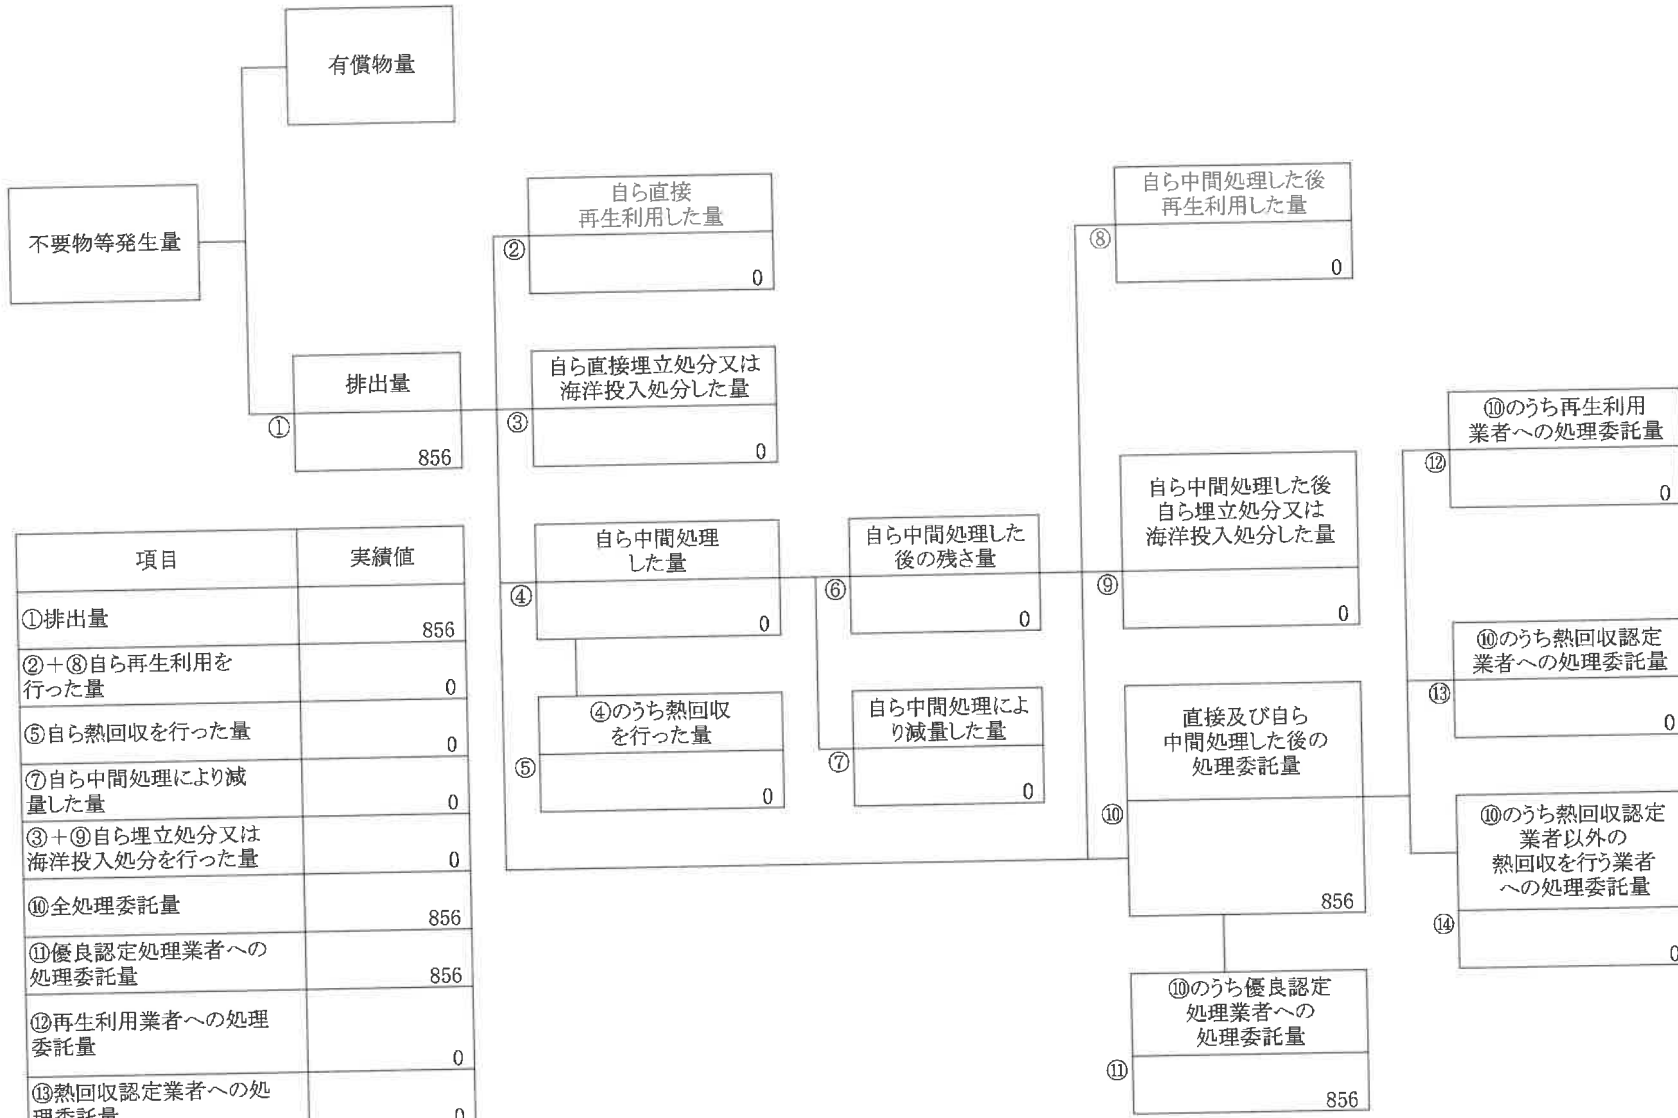 有償物量
不要物等発生量
排出量
①
856
自ら直接
再生利用した量
②
0
自ら直接埋立処分又は
海洋投入処分した量
③
0
自ら中間処理
した量
④
0
④のうち熱回収
を行った量
⑤
0
自ら中間処理した
後の残さ量
⑥
0
自ら中間処理によ
り減量した量
⑦
0
自ら中間処理した後
再生利用した量
⑧
0
自ら中間処理した後
自ら埋立処分又は
海洋投入処分した量
⑨
0
直接及び自ら
中間処理した後の
処理委託量
⑩
856
⑩のうち優良認定
処理業者への
処理委託量
⑪
856
⑩のうち再生利用
業者への処理委託量
⑫
0
⑩のうち熱回収認定
業者への処理委託量
⑬
0
⑩のうち熱回収認定
業者以外の
熱回収を行う業者
への処理委託量
⑭
0
項目 実績値
①排出量 856
②+⑧自ら再生利用を
行った量 0
⑤自ら熱回収を行った量 0
⑦自ら中間処理により減
量した量 0
③+⑨自ら埋立処分又は
海洋投入処分を行った量 0
⑩全処理委託量 856
⑪優良認定処理業者への
処理委託量 856
⑫再生利用業者への処理
委託量 0
⑬熱回収認定業者への処
理委託量 0